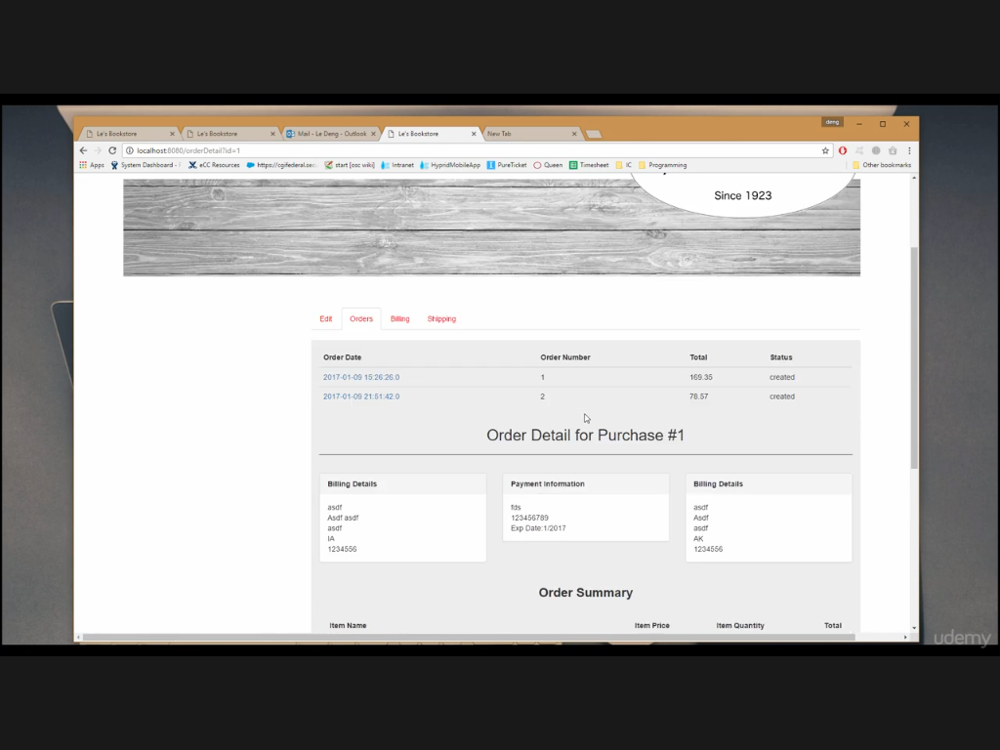 deng
Le's Bookstore
Le's Bookstore
Mail - Le Deng - Outlook
Le's Bookstore
New Tab
localhost:8080/orderDetail?id=1
Apps
System Dashboard -
eCC Resources
https://cgifederal.sec
start [osc wiki]
Intranet
HypridMobileApp
PureTicket
Queen
Timesheet
IC
Programming
Other bookmarks
Since 1923
Edit Orders Billing Shipping
Order Date Order Number Total Status
2017-01-09 15:26:26.0 1 169.35 created
2017-01-09 21:51:42.0 2 78.57 created
Order Detail for Purchase #1
Billing Details
asdf
Asdf asdf
asdf
IA
1234556
Payment Information
fds
123456789
Exp Date:1/2017
Billing Details
asdf
Asdf
asdf
AK
1234556
Order Summary
Item Name Item Price Item Quantity Total
udemy